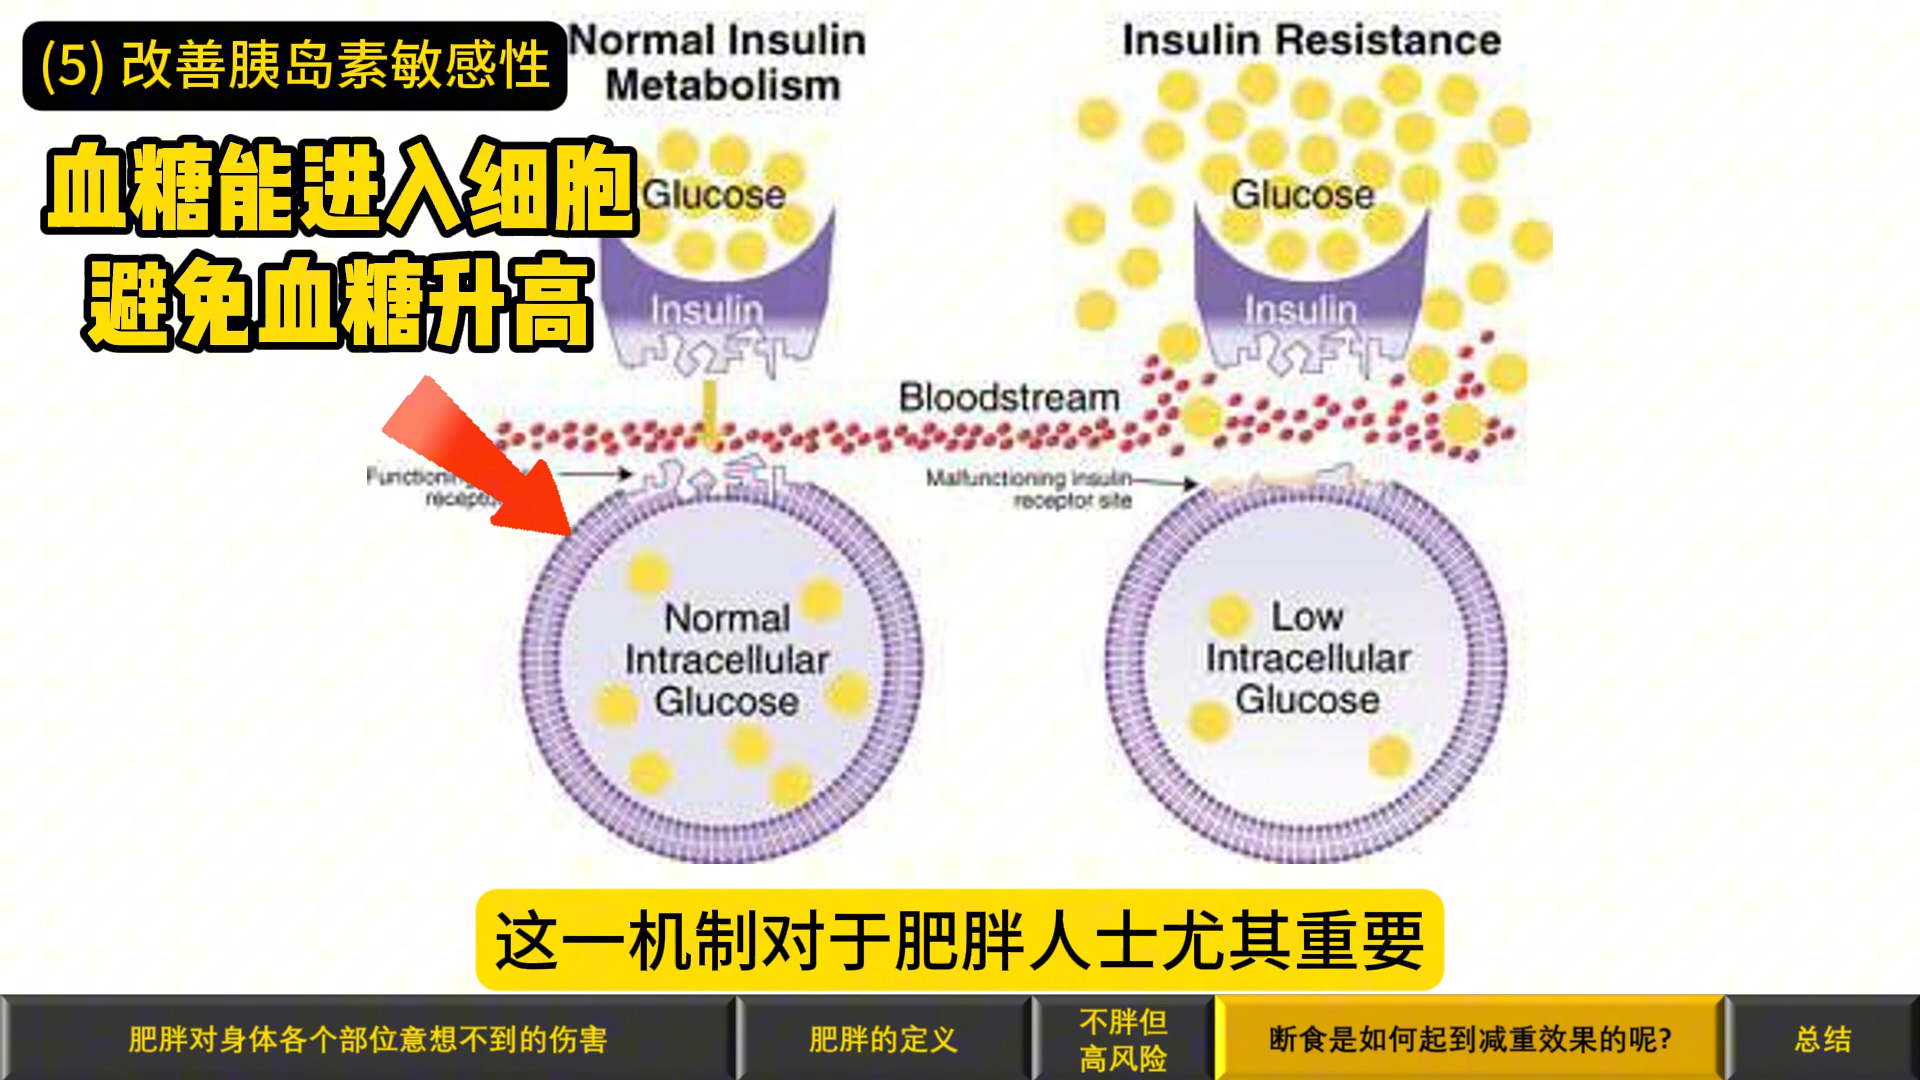 (5) 改善胰岛素敏感性
血糖能进入细胞
避免血糖升高
Normal Insulin
Metabolism
Glucose
Insulin
Insulin Resistance
Glucose
Insulin
Bloodstream
Malfunctioning insulin
receptor site
Normal
Intracellular
Glucose
Low
Intracellular
Glucose
这一机制对于肥胖人士尤其重要
肥胖对身体各个部位意想不到的伤害
肥胖的定义
不胖但
高风险
断食是如何起到减重效果的呢?
总结